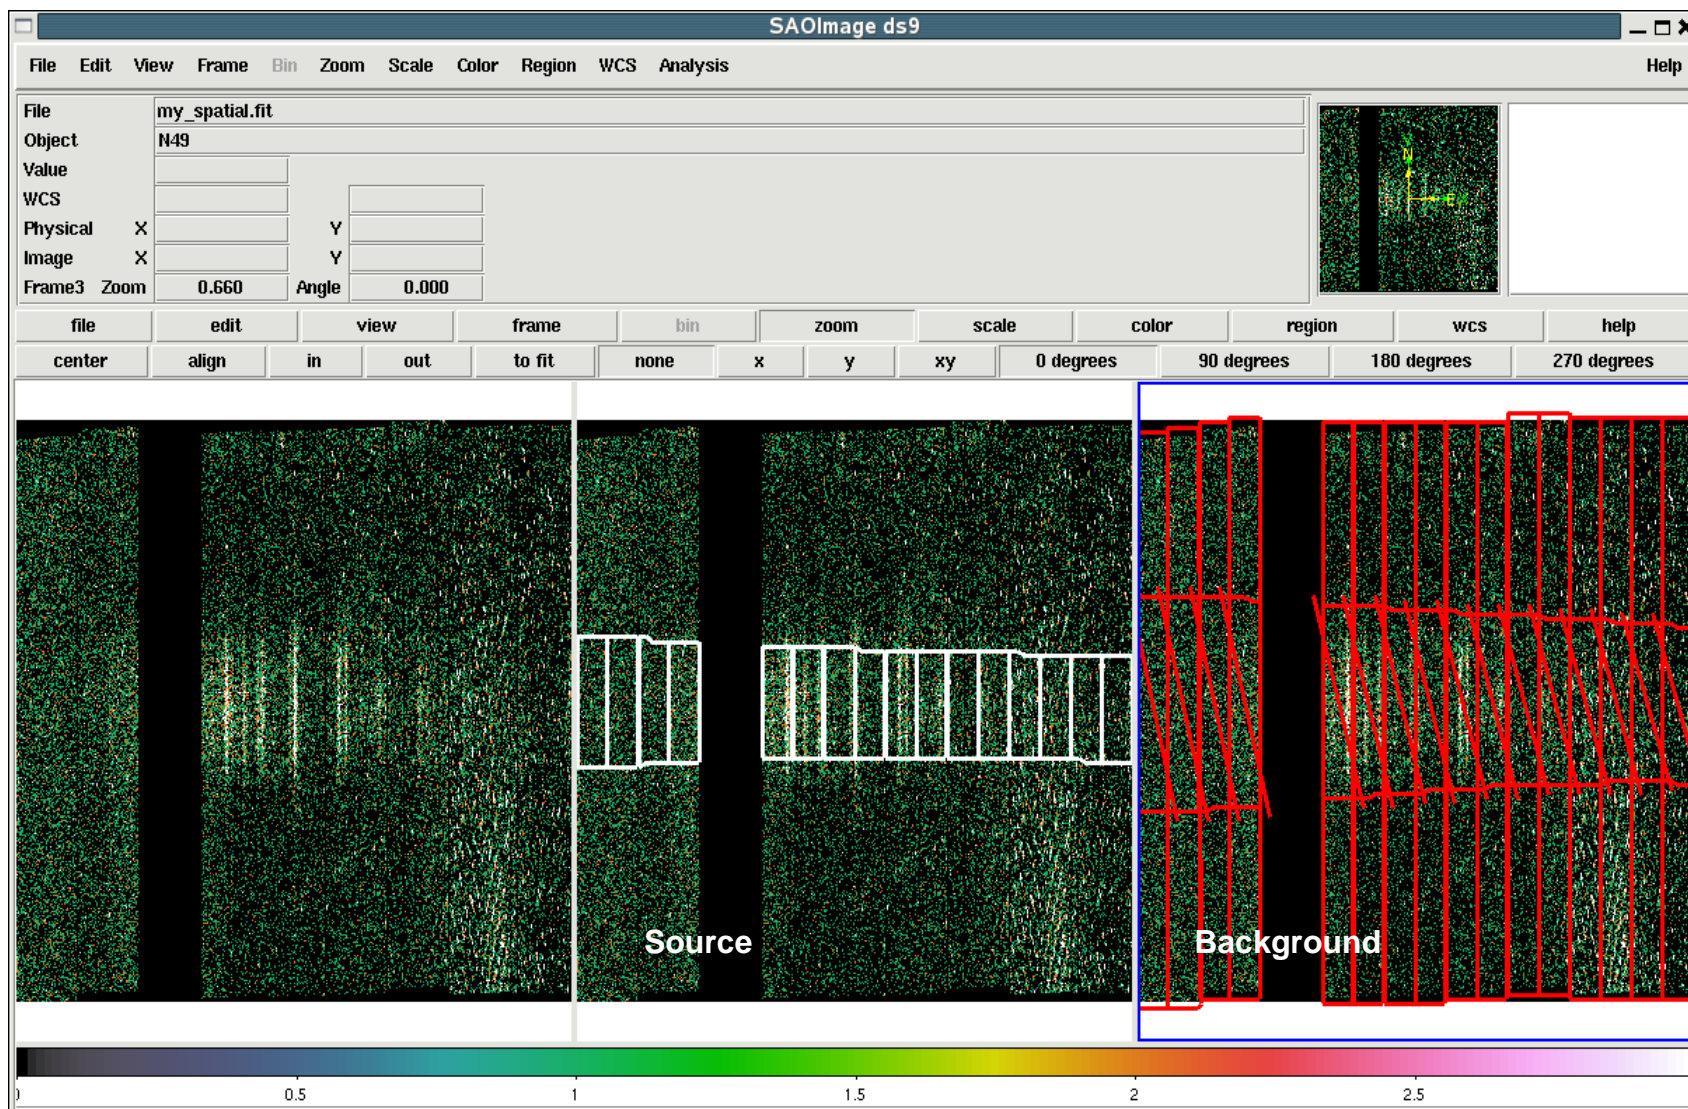 SAOImage ds9
File Edit View Frame Bin Zoom Scale Color Region WCS Analysis Help
File my_spatial.fit
Object N49
Value
WCS
Physical X Y
Image X Y
Frame3 Zoom 0.660 Angle 0.000
N
E
file edit view frame bin zoom scale color region wcs help
center align in out to fit none x y xy 0 degrees 90 degrees 180 degrees 270 degrees
Source Background
0 0.5 1 1.5 2 2.5